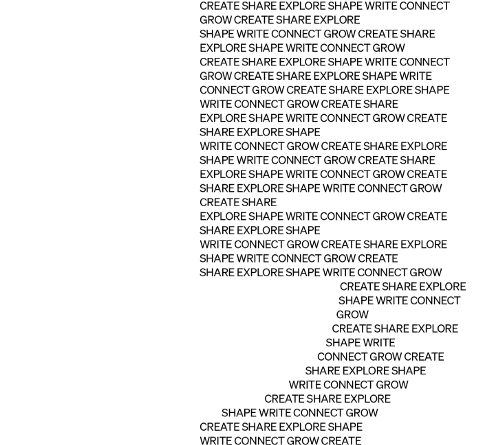 CREATE SHARE EXPLORE SHAPE WRITE CONNECT
GROW CREATE SHARE EXPLORE
SHAPE WRITE CONNECT GROW CREATE SHARE
EXPLORE SHAPE WRITE CONNECT GROW
CREATE SHARE EXPLORE SHAPE WRITE CONNECT
GROW CREATE SHARE EXPLORE SHAPE WRITE
CONNECT GROW CREATE SHARE EXPLORE SHAPE
WRITE CONNECT GROW CREATE SHARE
EXPLORE SHAPE WRITE CONNECT GROW CREATE
SHARE EXPLORE SHAPE
WRITE CONNECT GROW CREATE SHARE EXPLORE
SHAPE WRITE CONNECT GROW CREATE SHARE
EXPLORE SHAPE WRITE CONNECT GROW CREATE
SHARE EXPLORE SHAPE WRITE CONNECT GROW
CREATE SHARE
EXPLORE SHAPE WRITE CONNECT GROW CREATE
SHARE EXPLORE SHAPE
WRITE CONNECT GROW CREATE SHARE EXPLORE
SHAPE WRITE CONNECT GROW CREATE
SHARE EXPLORE SHAPE WRITE CONNECT GROW
CREATE SHARE EXPLORE
SHAPE WRITE CONNECT
GROW
CREATE SHARE EXPLORE
SHAPE WRITE
CONNECT GROW CREATE
SHARE EXPLORE SHAPE
WRITE CONNECT GROW
CREATE SHARE EXPLORE
SHAPE WRITE CONNECT GROW
CREATE SHARE EXPLORE SHAPE
WRITE CONNECT GROW CREATE